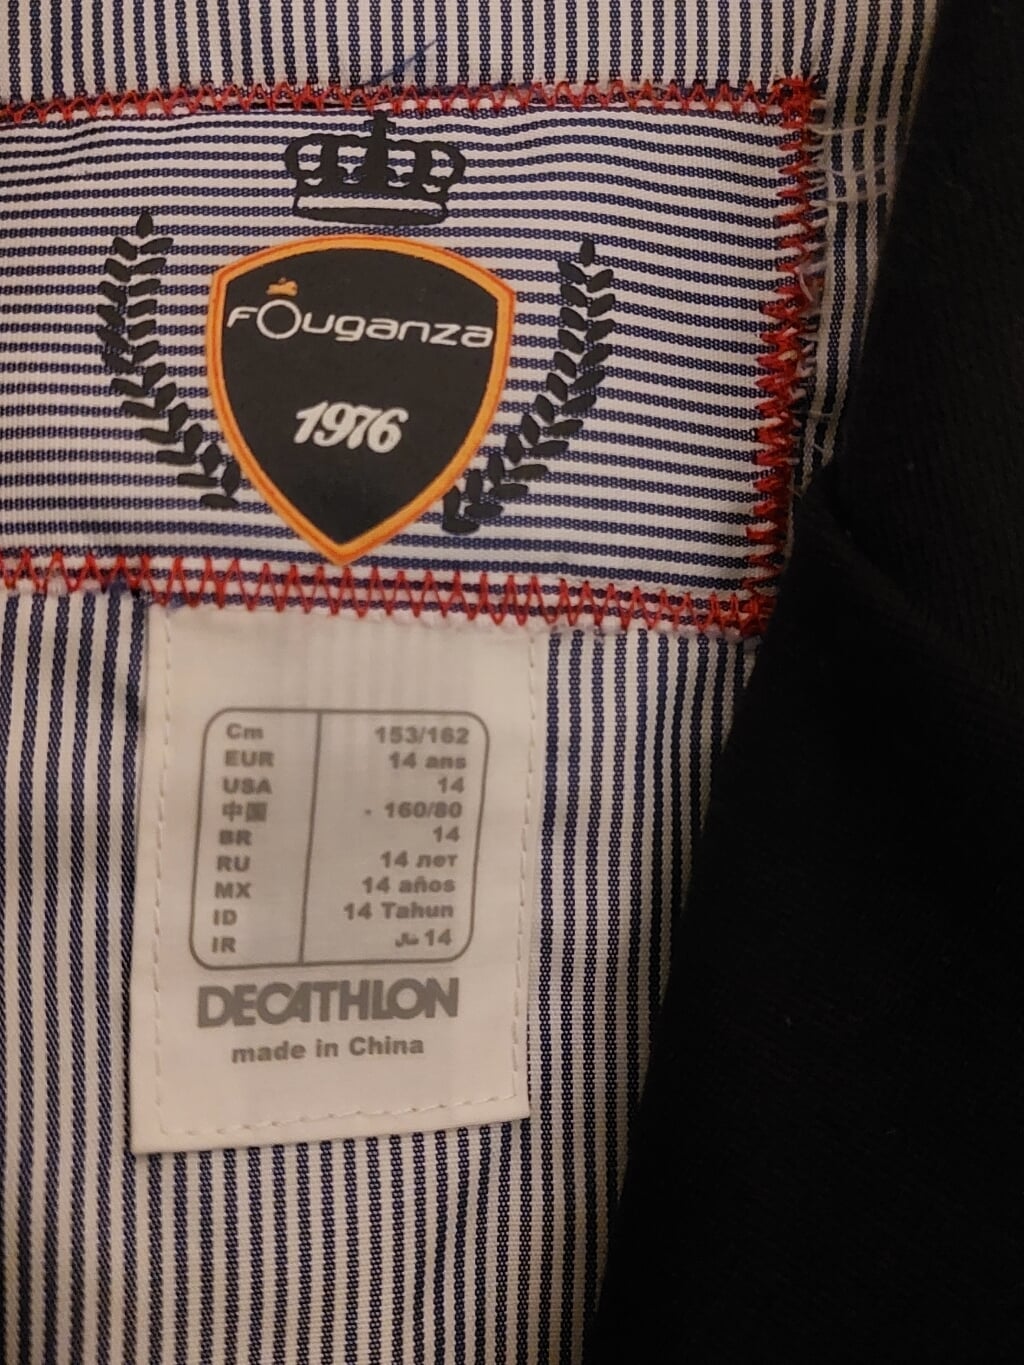 fOuganza
1976
Cm 153/162
EUR 14 ans
USA 14
中国 - 160/80
BR 14
RU 14 лет
MX 14 años
ID 14 Tahun
IR 14 سال
DECATHLON
made in China